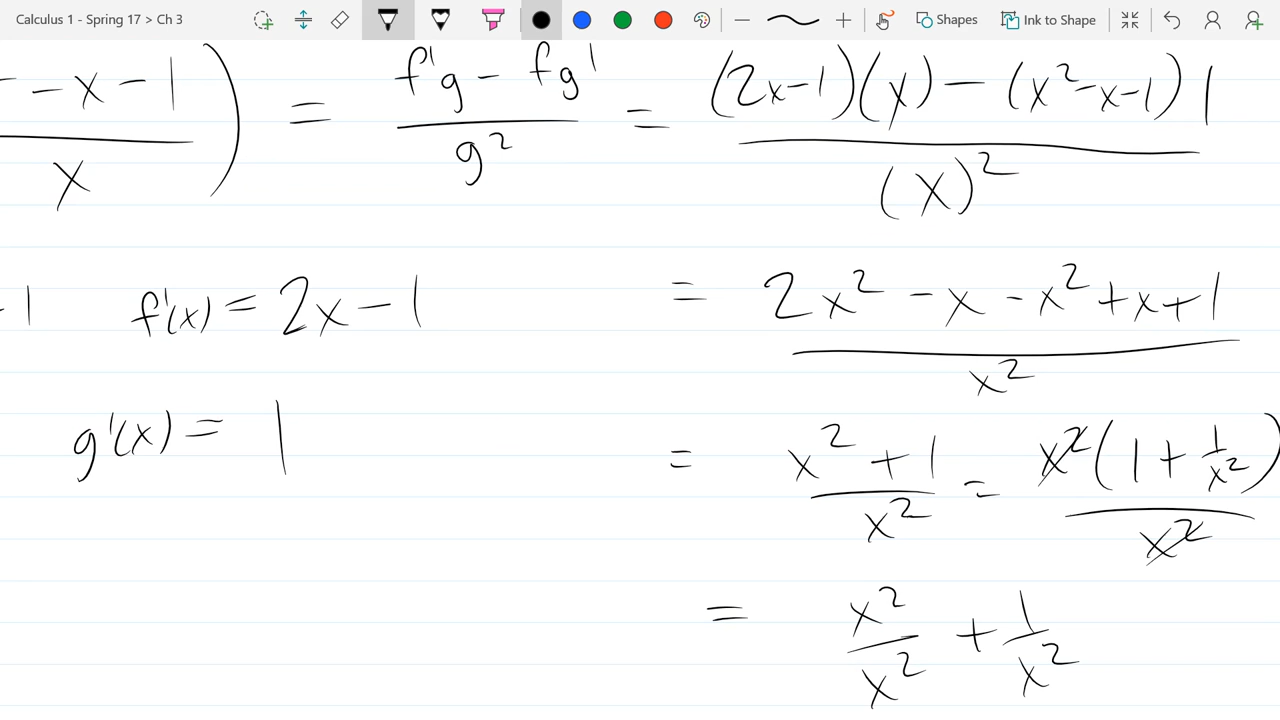 Calculus 1 - Spring 17 > Ch 3 Shapes Ink to Shape
- x - 1 / x ) = f'g - fg' / g² = (2x-1)(x) - (x²-x-1) 1 / (x)²
-1 f'(x) = 2x - 1 = 2x² - x - x² + x + 1 / x²
g'(x) = 1 = x² + 1 / x² = x²(1 + 1/x²) / x²
= x²/x² + 1/x²